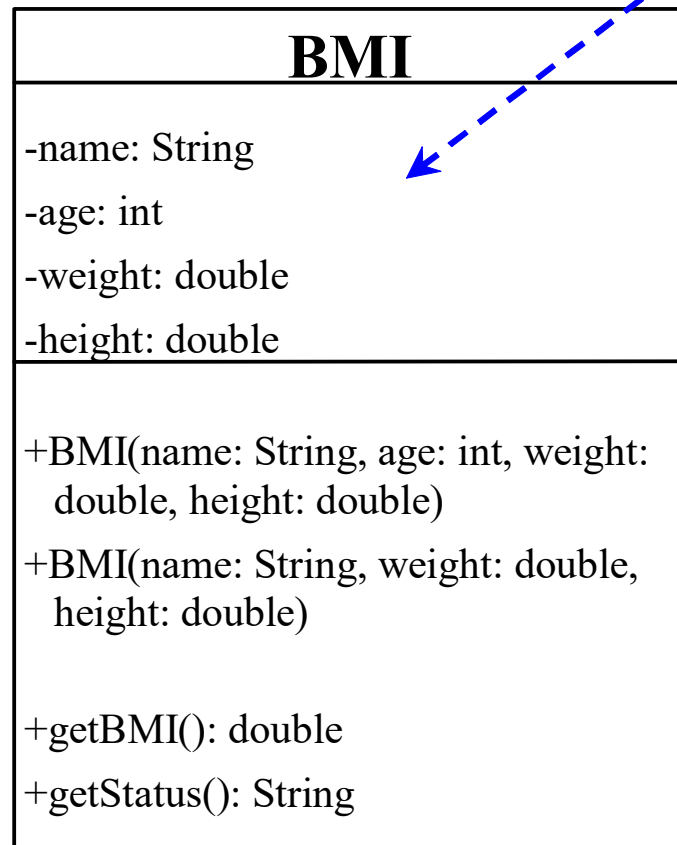 BMI
-name: String
-age: int
-weight: double
-height: double
+BMI(name: String, age: int, weight:
double, height: double)
+BMI(name: String, weight: double,
height: double)
+getBMI(): double
+getStatus(): String